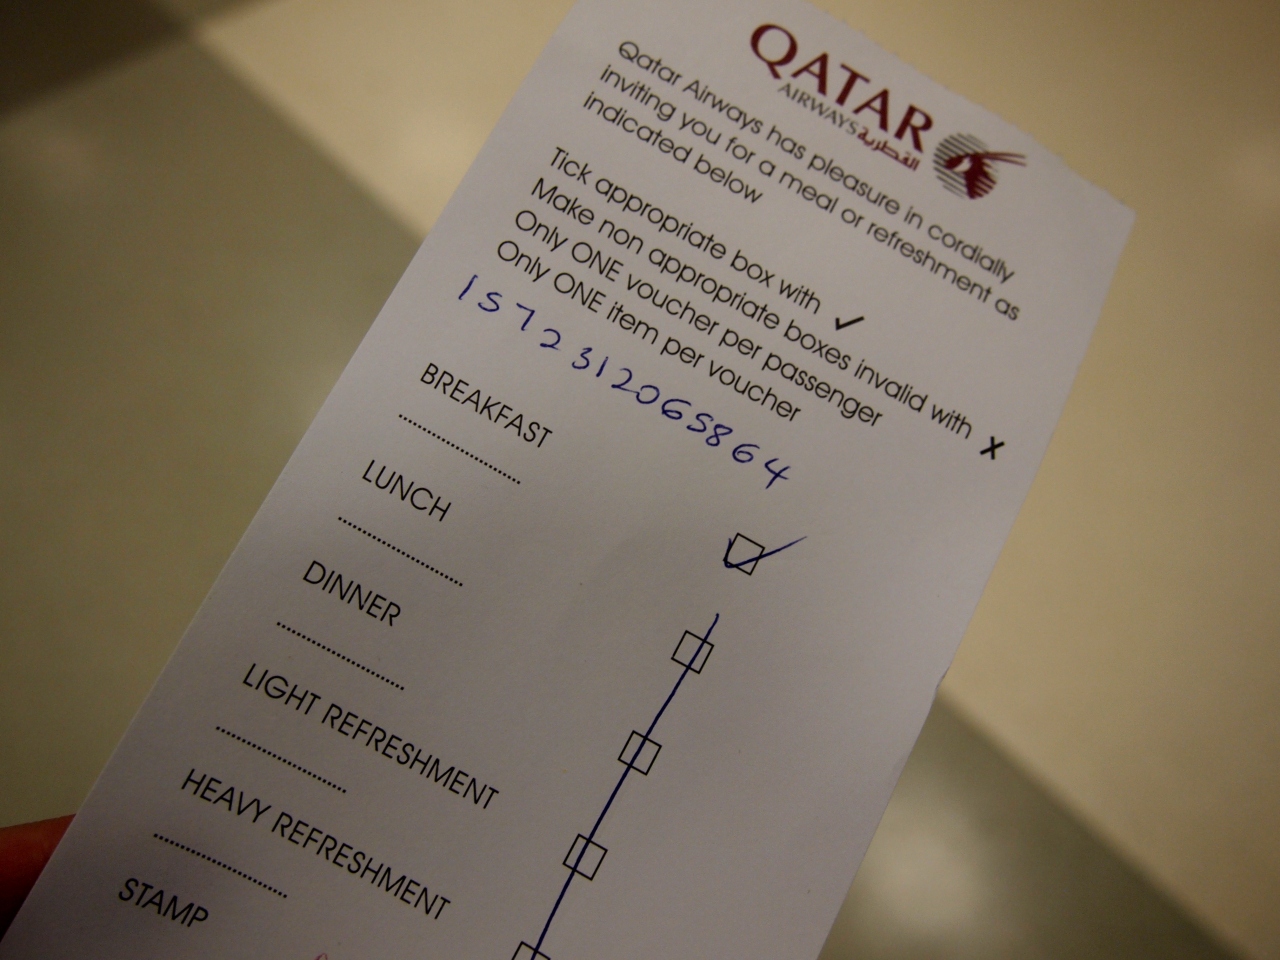 QATAR
AIRWAYS القطرية
Qatar Airways has pleasure in cordially
inviting you for a meal or refreshment as
indicated below
Tick appropriate box with ✓
Make non appropriate boxes invalid with X
Only ONE voucher per passenger
Only ONE item per voucher
1572312065864
BREAKFAST
....................
LUNCH
....................
DINNER
....................
LIGHT REFRESHMENT
....................
HEAVY REFRESHMENT
....................
STAMP